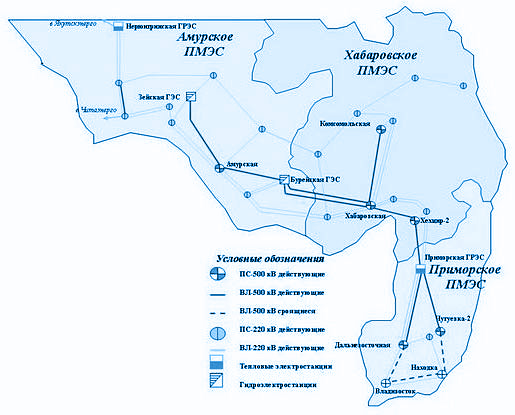 в Якутскэнерго
Нерюнгринская ГРЭС
Амурское
ПМЭС
Хабаровское
ПМЭС
Зейская ГЭС
в Читаэнерго
Комсомольская
Амурская
Бурейская ГЭС
Хабаровская
Хехцир-2
Условные обозначения
Приморская ГРЭС
Приморское
ПМЭС
ПС-500 кВ действующие
ВЛ-500 кВ действующие
ВЛ-500 кВ строящиеся
ПС-220 кВ действующие
ВЛ-220 кВ действующие
Тепловые электростанции
Гидроэлектростанции
Чугуевка-2
Дальневосточная
Находка
Владивосток